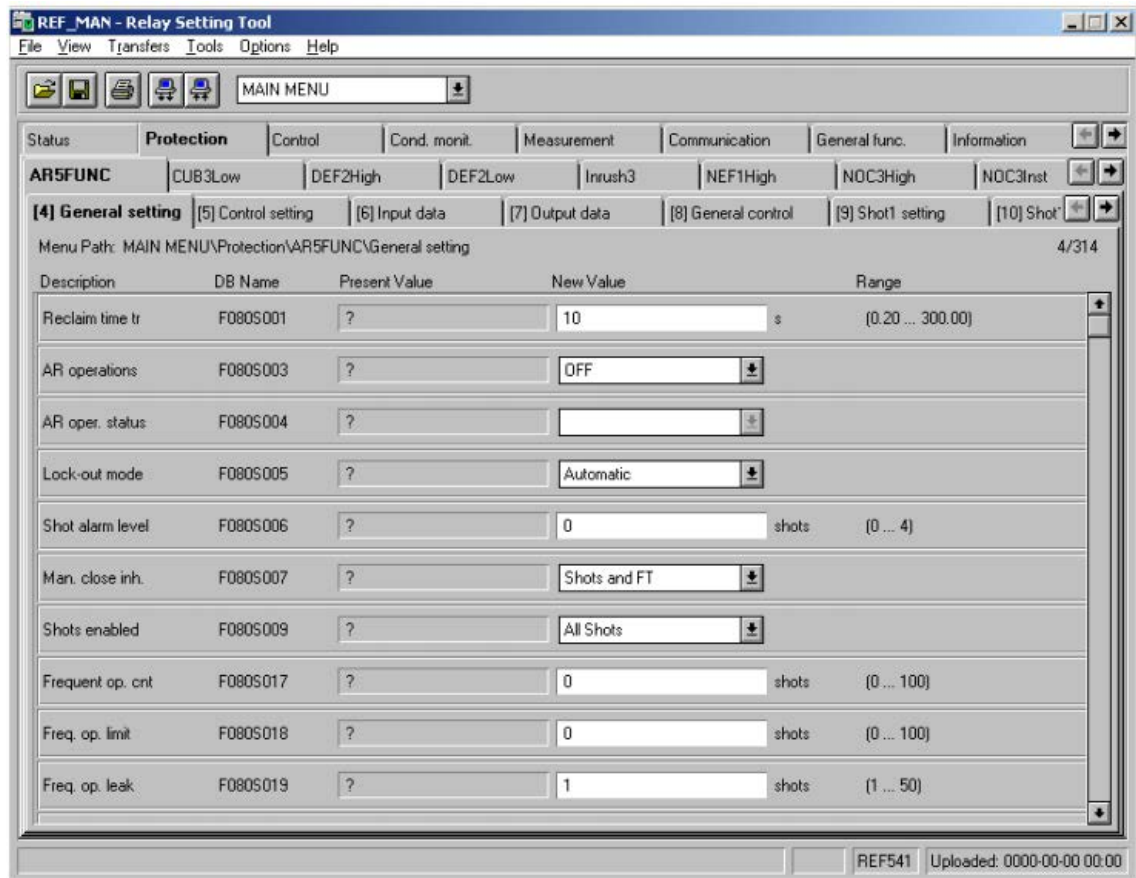 REF_MAN - Relay Setting Tool
File View Transfers Tools Options Help
MAIN MENU
Status Protection Control Cond. monit. Measurement Communication General func. Information
AR5FUNC CUB3Low DEF2High DEF2Low Inrush3 NEF1High NOC3High NOC3Inst
[4] General setting [5] Control setting [6] Input data [7] Output data [8] General control [9] Shot1 setting [10] Shot
Menu Path: MAIN MENU\Protection\AR5FUNC\General setting 4/314
Description DB Name Present Value New Value Range
Reclaim time tr F080S001 ? 10 s (0.20 ... 300.00)
AR operations F080S003 ? OFF
AR oper. status F080S004 ?
Lock-out mode F080S005 ? Automatic
Shot alarm level F080S006 ? 0 shots (0 ... 4)
Man. close inh. F080S007 ? Shots and FT
Shots enabled F080S009 ? All Shots
Frequent op. cnt F080S017 ? 0 shots (0 ... 100)
Freq. op. limit F080S018 ? 0 shots (0 ... 100)
Freq. op. leak F080S019 ? 1 shots (1 ... 50)
REF541 Uploaded: 0000-00-00 00:00